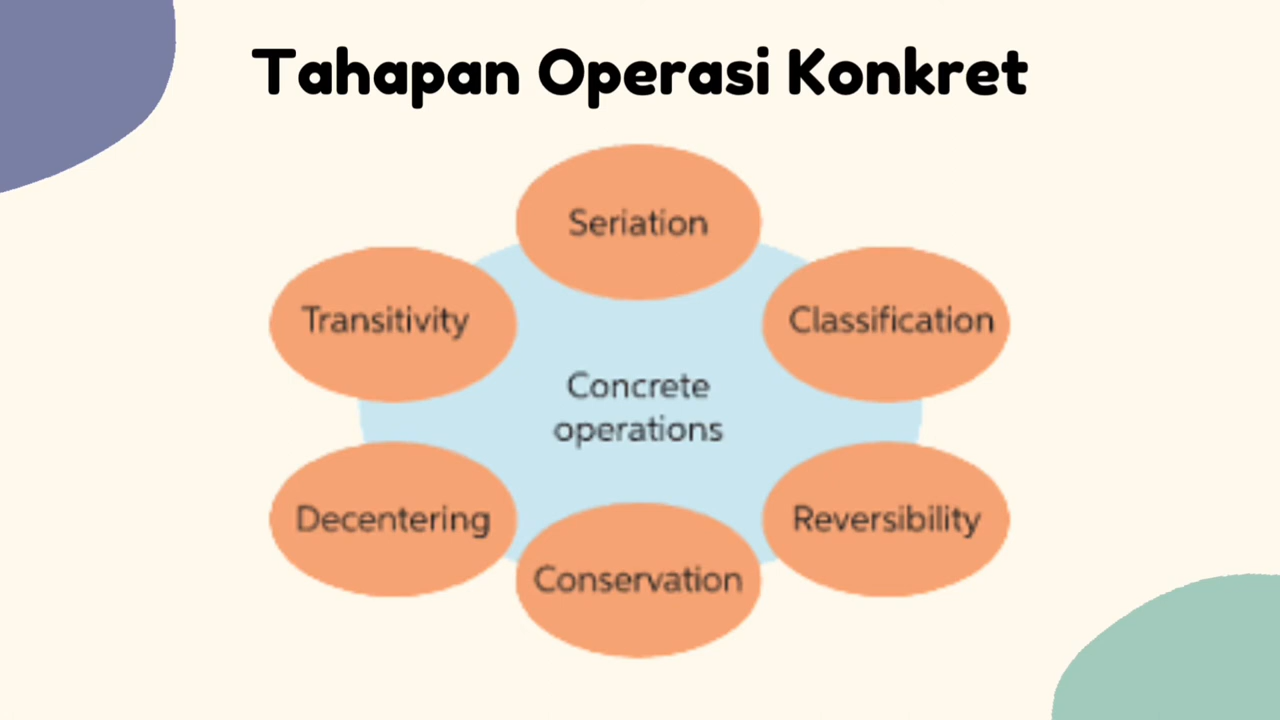 Tahapan Operasi Konkret
Seriation
Transitivity
Classification
Concrete
operations
Decentering
Reversibility
Conservation